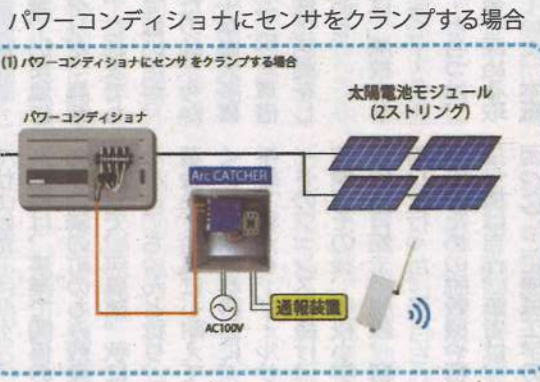 パワーコンディショナにセンサをクランプする場合
(1) パワーコンディショナにセンサ をクランプする場合
パワーコンディショナ
太陽電池モジュール
(2ストリング)
Arc CATCHER
通報装置
AC100V